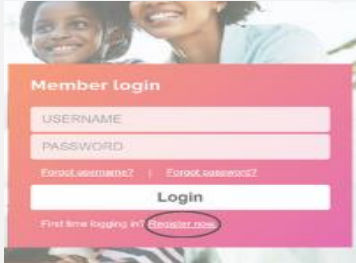 Member login
USERNAME
PASSWORD
Forgot username? | Forgot password?
Login
First time logging in? Register now.